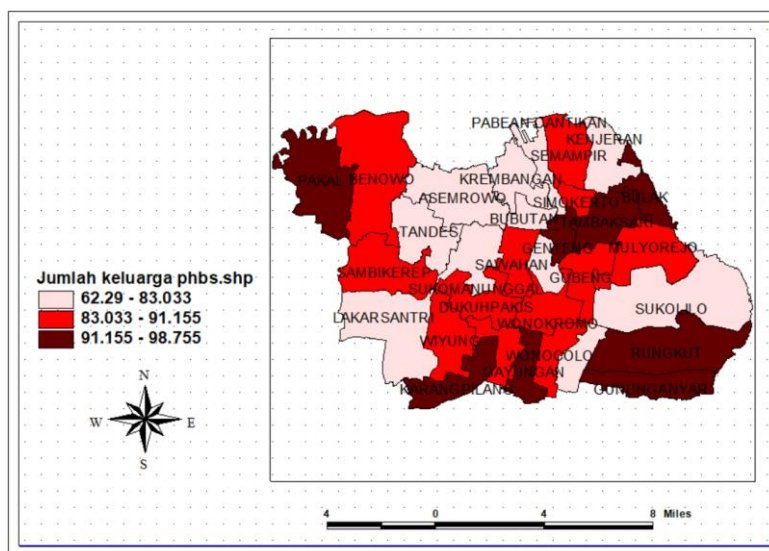 PABEAN CANTIKAN
KENJERAN
SEMAMPIR
PAKAL
BENOWO
KREMBANGAN
ASEMROWO
SIMOKERTO
BULAK
BUBUTAN
TAMBAKSARI
TANDES
GENTENG
MULYOREJO
SAWAHAN
SAMBIKEREP
GUBENG
SUKOMANUNGGAL
DUKUHPAKIS
SUKOLILO
LAKARSANTRI
WONOKROMO
WIYUNG
WONOCOLO
RUNGKUT
GAYUNGAN
KARANGPILANG
GUNUNGANYAR
Jumlah keluarga phbs.shp
62.29 - 83.033
83.033 - 91.155
91.155 - 98.755
N
W
E
S
4 0 4 8 Miles